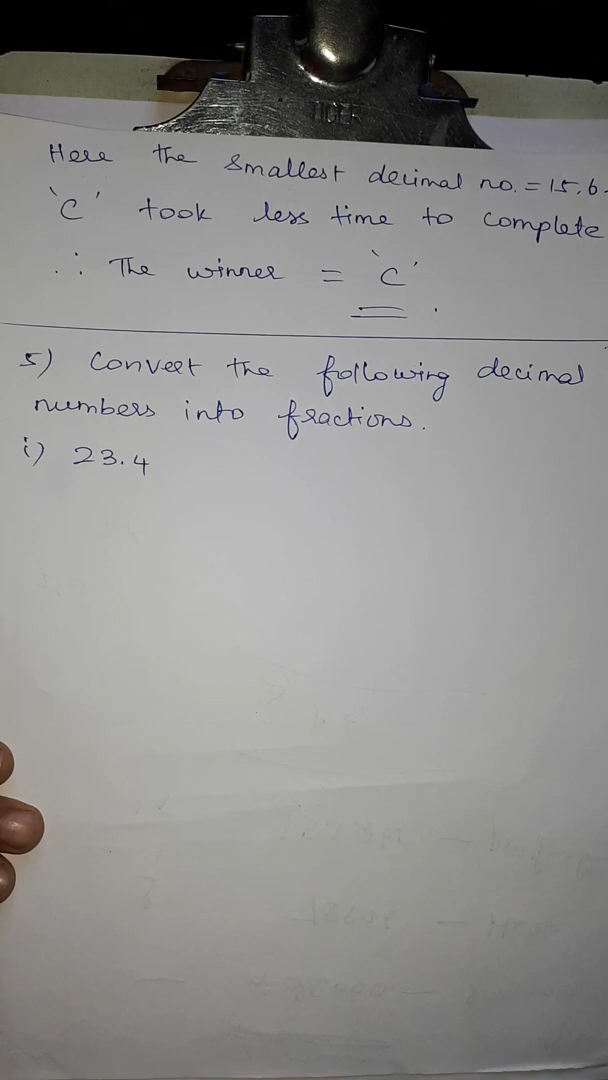 TIGER
Here the smallest decimal no. = 15.6
'C' took less time to complete
∴ The winner = 'C'.
5) Convert the following decimal
numbers into fractions.
i) 23.4